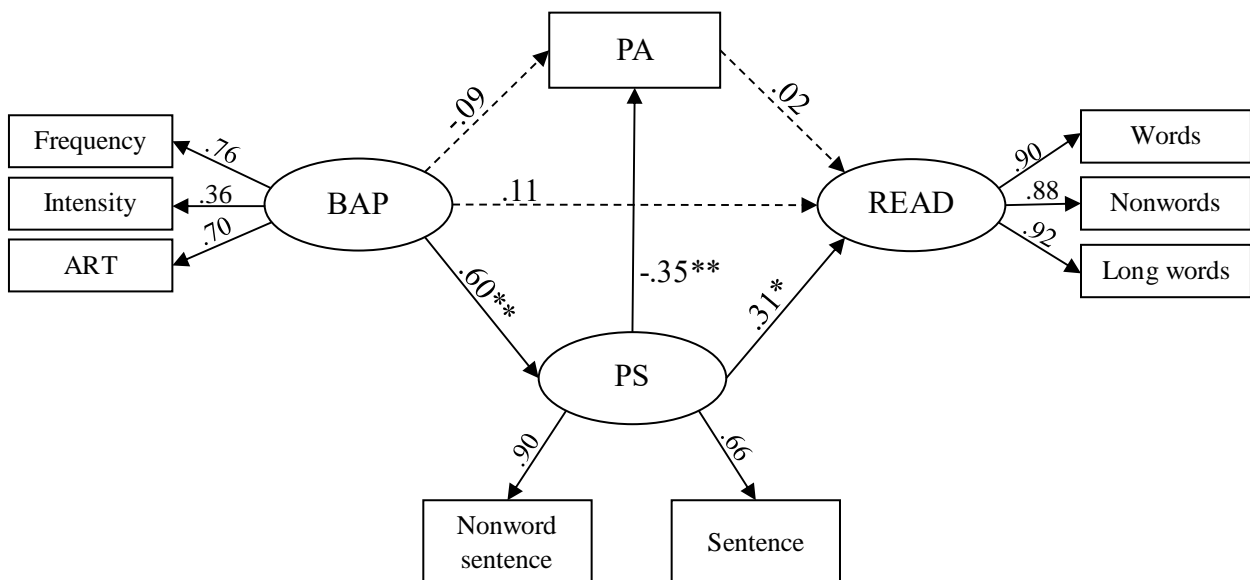 PA
-.09
.02
Frequency
.76
Words
.90
Intensity
.36
BAP
.11
READ
.88
Nonwords
ART
.70
.92
Long words
.60**
-.35**
.31*
PS
.90
.66
Nonword
sentence
Sentence